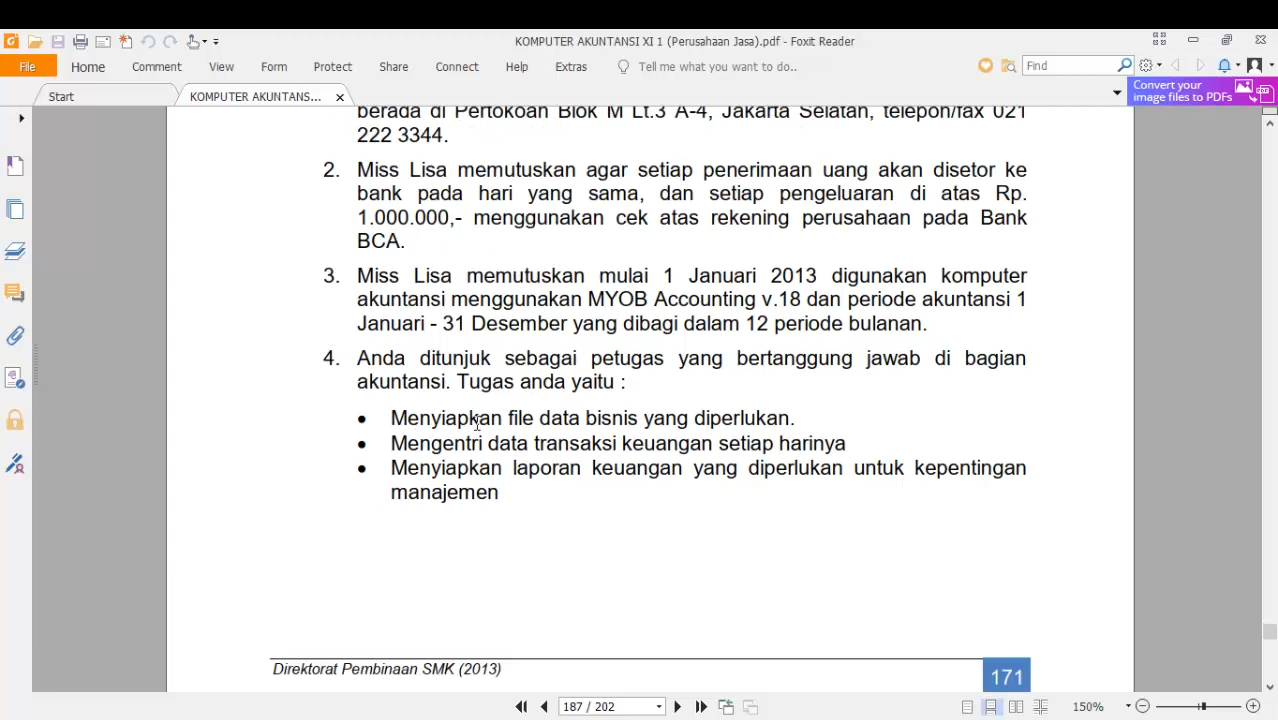 KOMPUTER AKUNTANSI XI 1 (Perusahaan Jasa).pdf - Foxit Reader
File Home Comment View Form Protect Share Connect Help Extras Tell me what you want to do.. Find
Start KOMPUTER AKUNTANS... Convert your
image files to PDFs
berada di Pertokoan Blok M Lt.3 A-4, Jakarta Selatan, telepon/fax 021
222 3344.
2. Miss Lisa memutuskan agar setiap penerimaan uang akan disetor ke
bank pada hari yang sama, dan setiap pengeluaran di atas Rp.
1.000.000,- menggunakan cek atas rekening perusahaan pada Bank
BCA.
3. Miss Lisa memutuskan mulai 1 Januari 2013 digunakan komputer
akuntansi menggunakan MYOB Accounting v.18 dan periode akuntansi 1
Januari - 31 Desember yang dibagi dalam 12 periode bulanan.
4. Anda ditunjuk sebagai petugas yang bertanggung jawab di bagian
akuntansi. Tugas anda yaitu :
• Menyiapkan file data bisnis yang diperlukan.
• Mengentri data transaksi keuangan setiap harinya
• Menyiapkan laporan keuangan yang diperlukan untuk kepentingan
manajemen
Direktorat Pembinaan SMK (2013)
171
187 / 202 150%